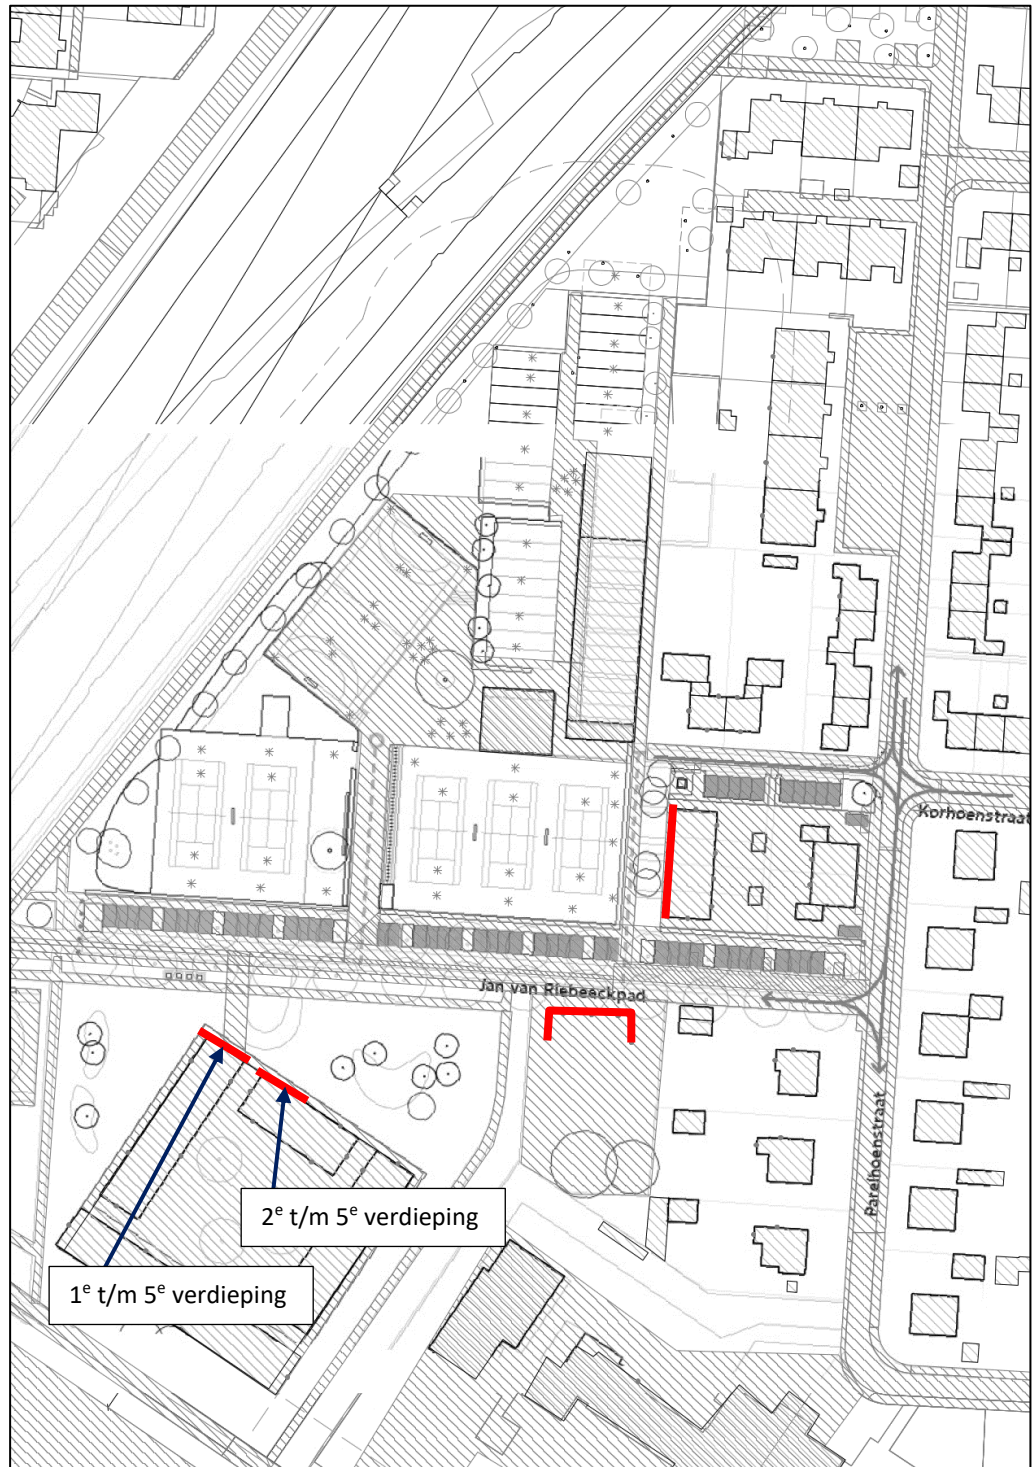 Korhoenstraat
Jan van Riebeeckpad
Parelhoenstraat
2e t/m 5e verdieping
1e t/m 5e verdieping